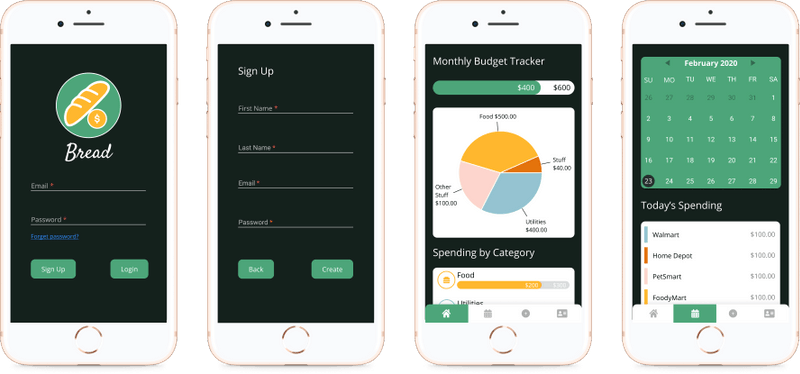 Bread
Email *
Password *
Forgot password?
Sign Up
Login
Sign Up
First Name *
Last Name *
Email *
Password *
Back
Create
Monthly Budget Tracker
$400
$600
Food $500.00
Stuff
$40.00
Other
Stuff
$100.00
Utilities
$400.00
Spending by Category
Food
$200
Utilities
February 2020
SU MO TU WE TH FR SA
26 27 28 29 30 31 1
2 3 4 5 6 7 8
9 10 11 12 13 14 15
16 17 18 19 20 21 22
23 24 25 26 27 28 29
Today's Spending
Walmart $100.00
Home Depot $100.00
PetSmart $100.00
FoodyMart $100.00